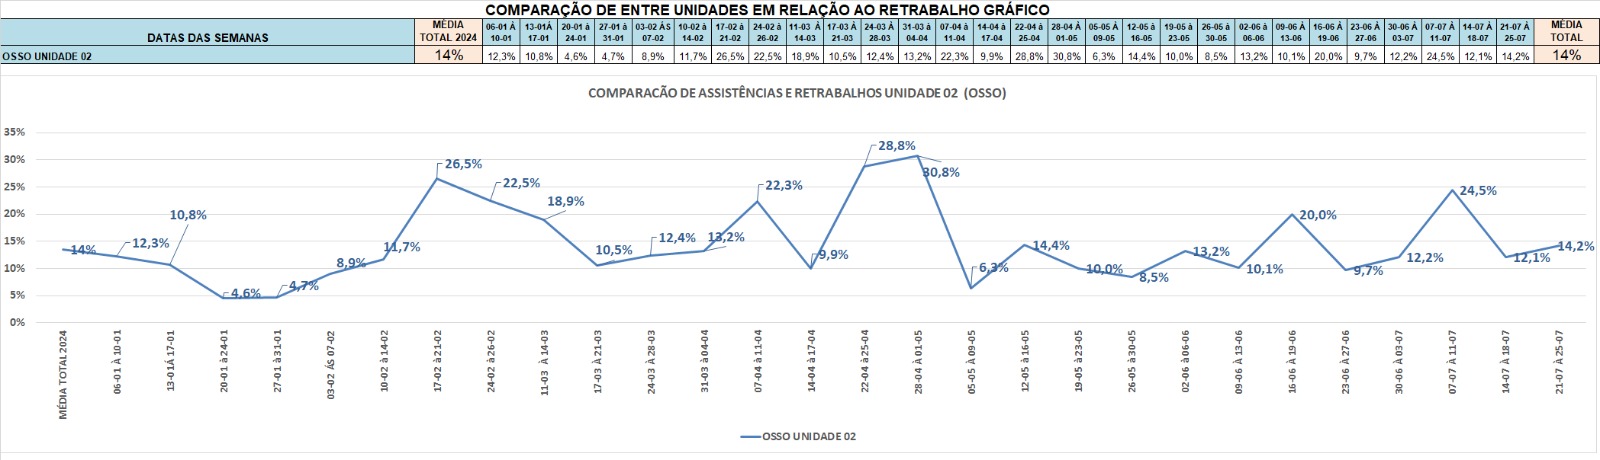 COMPARAÇÃO DE ENTRE UNIDADES EM RELAÇÃO AO RETRABALHO GRÁFICO
DATAS DAS SEMANAS MÉDIA TOTAL 2024 06-01 À 10-01 13-01À 17-01 20-01 à 24-01 27-01 à 31-01 03-02 ÀS 07-02 10-02 à 14-02 17-02 à 21-02 24-02 à 26-02 11-03 À 14-03 17-03 À 21-03 24-03 À 28-03 31-03 à 04-04 07-04 À 11-04 14-04 à 17-04 22-04 à 25-04 28-04 À 01-05 05-05 À 09-05 12-05 à 16-05 19-05 à 23-05 26-05 à 30-05 02-06 à 06-06 09-06 À 13-06 16-06 À 19-06 23-06 À 27-06 30-06 À 03-07 07-07 À 11-07 14-07 À 18-07 21-07 À 25-07 MÉDIA TOTAL
OSSO UNIDADE 02 14% 12,3% 10,8% 4,6% 4,7% 8,9% 11,7% 26,5% 22,5% 18,9% 10,5% 12,4% 13,2% 22,3% 9,9% 28,8% 30,8% 6,3% 14,4% 10,0% 8,5% 13,2% 10,1% 20,0% 9,7% 12,2% 24,5% 12,1% 14,2% 14%
COMPARACÃO DE ASSISTÊNCIAS E RETRABALHOS UNIDADE 02 (OSSO)
35%
30%
25%
20%
15%
10%
5%
0%
14%
12,3%
10,8%
4,6%
4,7%
8,9%
11,7%
26,5%
22,5%
18,9%
10,5%
12,4%
13,2%
22,3%
9,9%
28,8%
30,8%
6,3%
14,4%
10,0%
8,5%
13,2%
10,1%
20,0%
9,7%
12,2%
24,5%
12,1%
14,2%
MÉDIA TOTAL 2024
06-01 À 10-01
13-01À 17-01
20-01 à 24-01
27-01 à 31-01
03-02 ÀS 07-02
10-02 à 14-02
17-02 à 21-02
24-02 à 26-02
11-03 À 14-03
17-03 À 21-03
24-03 À 28-03
31-03 à 04-04
07-04 À 11-04
14-04 à 17-04
22-04 à 25-04
28-04 À 01-05
05-05 À 09-05
12-05 à 16-05
19-05 à 23-05
26-05 à 30-05
02-06 à 06-06
09-06 À 13-06
16-06 À 19-06
23-06 À 27-06
30-06 À 03-07
07-07 À 11-07
14-07 À 18-07
21-07 À 25-07
OSSO UNIDADE 02